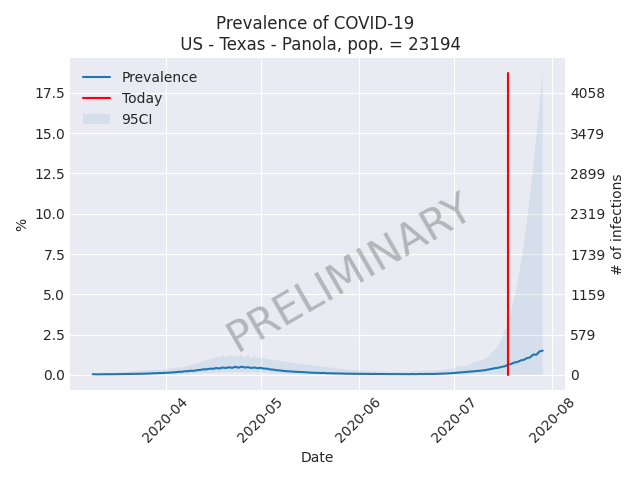 Prevalence of COVID-19
US - Texas - Panola, pop. = 23194
Prevalence
Today
95CI
17.5
15.0
12.5
10.0
7.5
5.0
2.5
0.0
%
4058
3479
2899
2319
1739
1159
579
0
# of infections
PRELIMINARY
2020-04
2020-05
2020-06
2020-07
2020-08
Date